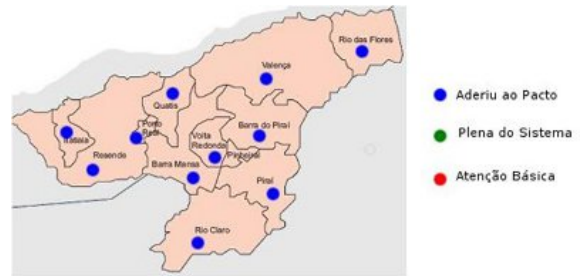 Rio das Flores
Valença
Quatis
Itatiaia
Porto
Real
Resende
Volta
Redonda
Barra do Piraí
Pinheiral
Barra Mansa
Piraí
Rio Claro
Aderiu ao Pacto
Plena do Sistema
Atenção Básica